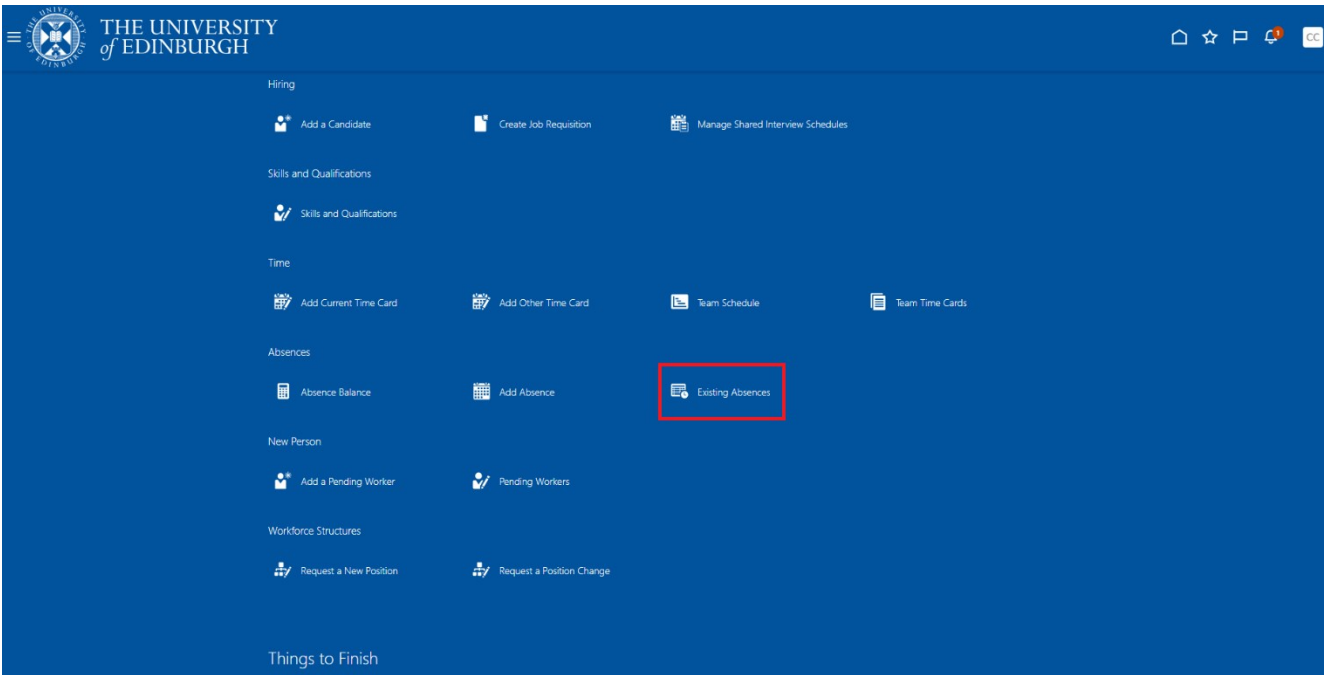 THE UNIVERSITY
of EDINBURGH
1
CC
Hiring
Add a Candidate
Create Job Requisition
Manage Shared Interview Schedules
Skills and Qualifications
Skills and Qualifications
Time
Add Current Time Card
Add Other Time Card
Team Schedule
Team Time Cards
Absences
Absence Balance
Add Absence
Existing Absences
New Person
Add a Pending Worker
Pending Workers
Workforce Structures
Request a New Position
Request a Position Change
Things to Finish